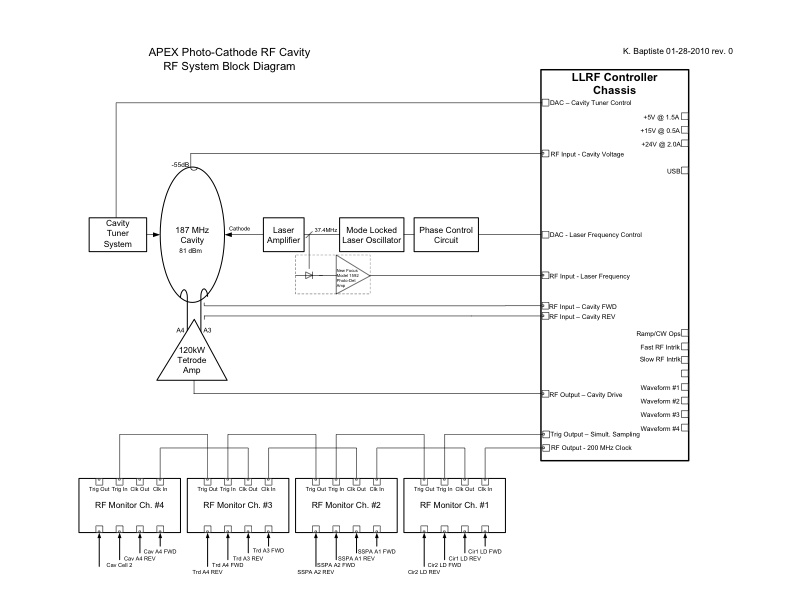 APEX Photo-Cathode RF Cavity
RF System Block Diagram
K. Baptiste 01-28-2010 rev. 0
LLRF Controller
Chassis
DAC – Cavity Tuner Control
+5V @ 1.5A
+15V @ 0.5A
+24V @ 2.0A
RF Input - Cavity Voltage
USB
-55dB
Cavity
Tuner
System
187 MHz
Cavity
81 dBm
Cathode
Laser
Amplifier
37.4MHz
Mode Locked
Laser Oscillator
Phase Control
Circuit
DAC - Laser Frequency Control
New Focus
Model 1592
Photo-Det
Amp
RF Input - Laser Frequency
RF Input – Cavity FWD
RF Input – Cavity REV
A4
A3
120kW
Tetrode
Amp
Ramp/CW Ops
Fast RF Intrlk
Slow RF Intrlk
RF Output – Cavity Drive
Waveform #1
Waveform #2
Waveform #3
Waveform #4
Trig Output – Simult. Sampling
RF Output - 200 MHz Clock
Trig Out Trig In Clk Out Clk In
RF Monitor Ch. #4
Cav A4 FWD
Cav A4 REV
Cav Cell 2
Trig Out Trig In Clk Out Clk In
RF Monitor Ch. #3
Trd A3 FWD
Trd A3 REV
Trd A4 FWD
Trd A4 REV
Trig Out Trig In Clk Out Clk In
RF Monitor Ch. #2
SSPA A1 FWD
SSPA A1 REV
SSPA A2 FWD
SSPA A2 REV
Trig Out Trig In Clk Out Clk In
RF Monitor Ch. #1
Cir1 LD FWD
Cir1 LD REV
Cir2 LD FWD
Cir2 LD REV